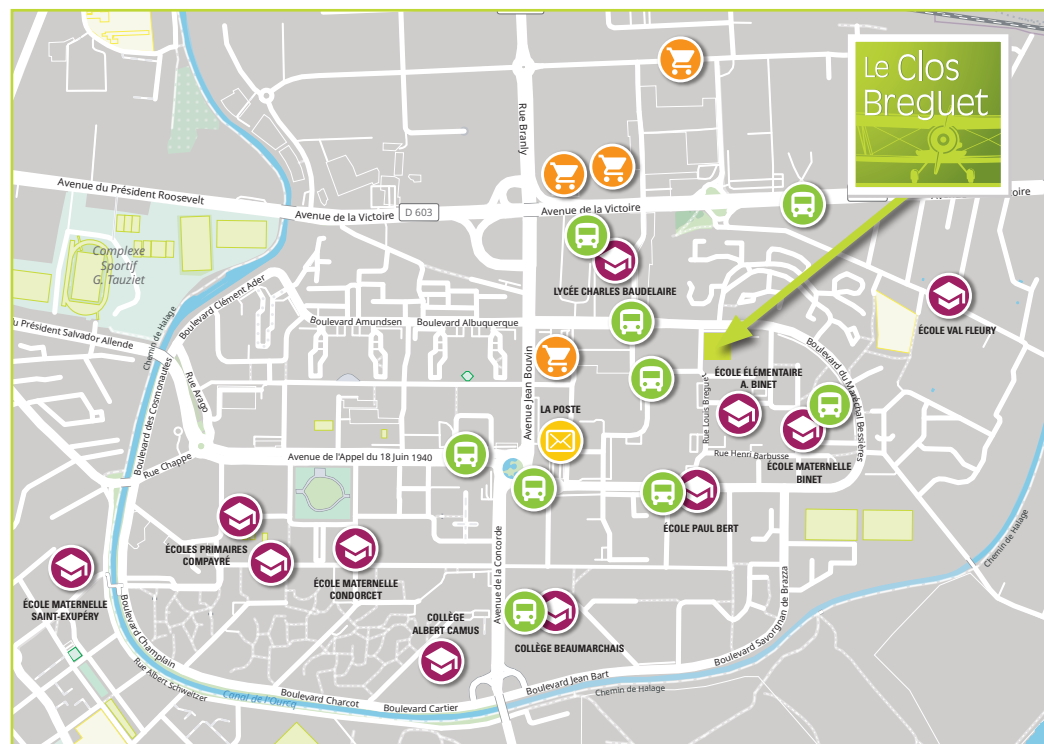 Le Clos
Breguet
Rue Branly
Avenue du Président Roosevelt
Avenue de la Victoire
D 603
Avenue de la Victoire
toire
Complexe
Sportif
G. Tauziet
LYCÉE CHARLES BAUDELAIRE
ÉCOLE VAL FLEURY
Boulevard Clément Ader
Chemin de Halage
u Président Salvador Allende
Boulevard Amundsen
Boulevard Albuquerque
Boulevard du Maréchal Bessières
Avenue Jean Bouvin
Rue Arago
Boulevard des Cosmonautes
ÉCOLE ÉLÉMENTAIRE
A. BINET
Rue Louis Breguet
LA POSTE
Rue Henri Barbusse
ÉCOLE MATERNELLE
BINET
Rue Chappe
Avenue de l'Appel du 18 Juin 1940
ÉCOLE PAUL BERT
ÉCOLES PRIMAIRES
COMPAYRÉ
ÉCOLE MATERNELLE
CONDORCET
Avenue de la Concorde
Chemin de Halage
ÉCOLE MATERNELLE
SAINT-EXUPÉRY
COLLÈGE
ALBERT CAMUS
COLLÈGE BEAUMARCHAIS
Boulevard Savorgnan de Brazza
Boulevard Champlain
Rue Albert Schweitzer
Canal de l'Ourcq
Boulevard Charcot
Boulevard Cartier
Boulevard Jean Bart
Chemin de Halage